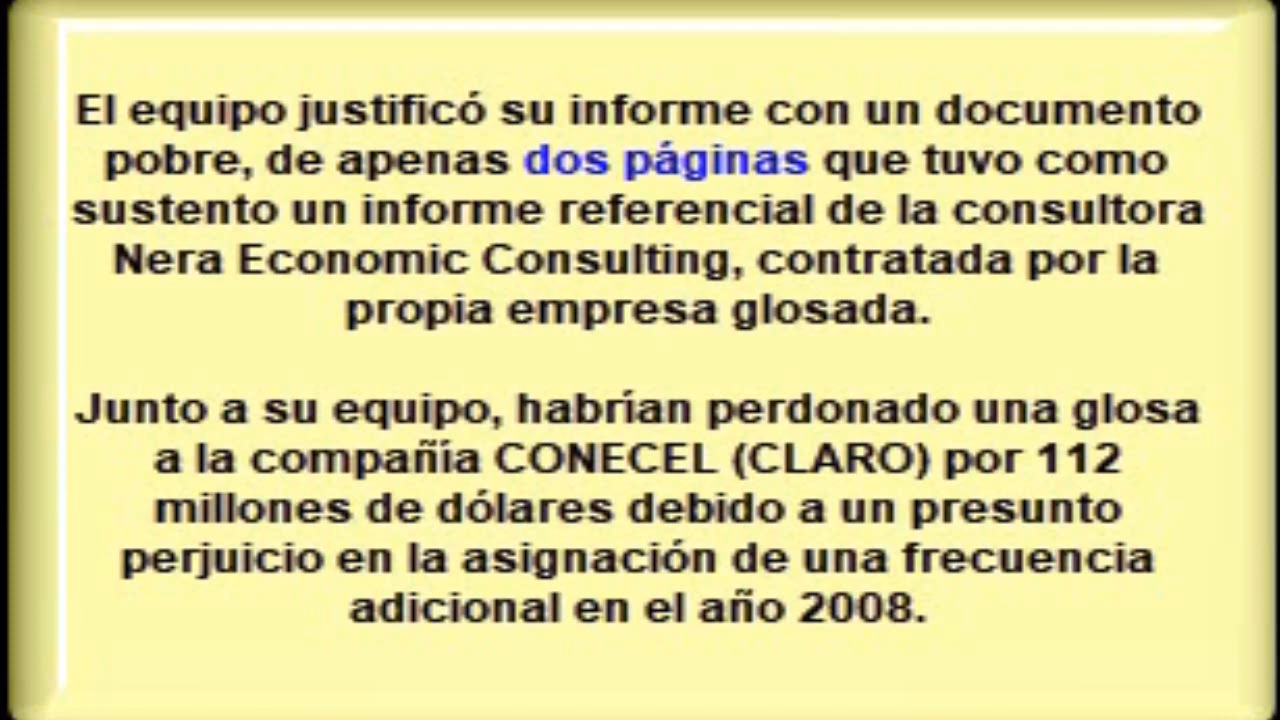 El equipo justificó su informe con un documento
pobre, de apenas dos páginas que tuvo como
sustento un informe referencial de la consultora
Nera Economic Consulting, contratada por la
propia empresa glosada.
Junto a su equipo, habrían perdonado una glosa
a la compañía CONECEL (CLARO) por 112
millones de dólares debido a un presunto
perjuicio en la asignación de una frecuencia
adicional en el año 2008.